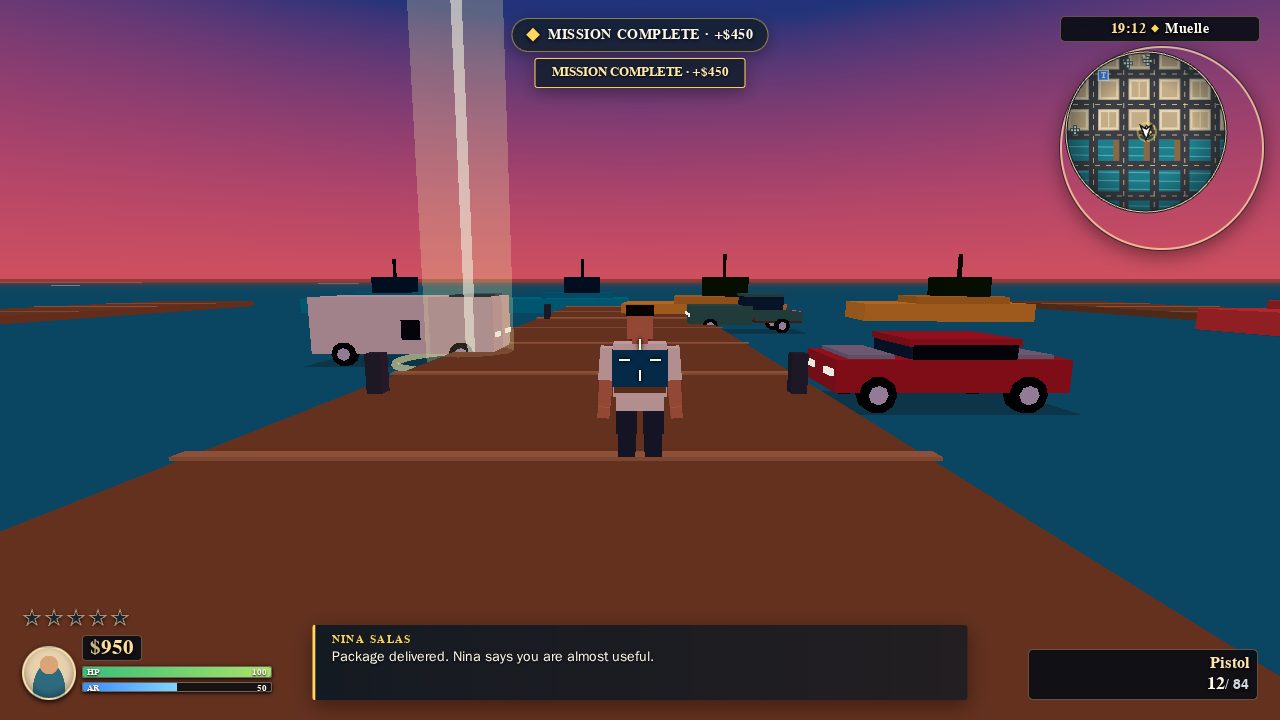 MISSION COMPLETE · +$450
MISSION COMPLETE · +$450
19:12 ◆ Muelle
T
$950
HP 100
AR 50
NINA SALAS
Package delivered. Nina says you are almost useful.
Pistol
12/ 84